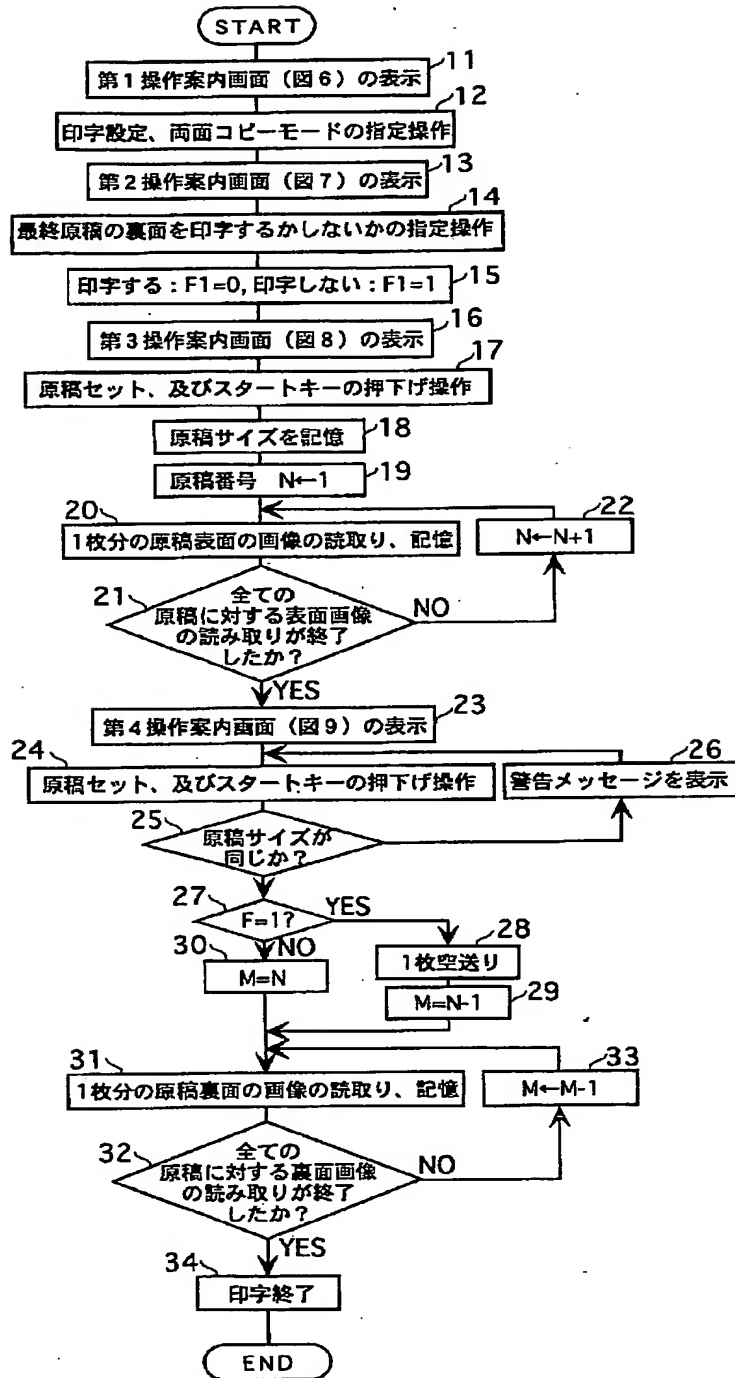 START
11
第1操作案内画面(図6)の表示
12
印字設定、両面コピーモードの指定操作
13
第2操作案内画面(図7)の表示
14
最終原稿の裏面を印字するかしないかの指定操作
15
印字する:F1=0,印字しない:F1=1
16
第3操作案内画面(図8)の表示
17
原稿セット、及びスタートキーの押下げ操作
原稿サイズを記憶
18
原稿番号 N←1
19
20
1枚分の原稿表面の画像の読取り、記憶
22
N←N+1
21
全ての
原稿に対する表面画像
の読み取りが終了
したか?
NO
YES
23
第4操作案内画面(図9)の表示
24
原稿セット、及びスタートキーの押下げ操作
26
警告メッセージを表示
25
原稿サイズが
同じか?
27
F=1?
YES
NO
28
1枚空送り
30
M=N
M=N-1
29
31
1枚分の原稿裏面の画像の読取り、記憶
33
M←M-1
32
全ての
原稿に対する裏面画像
の読み取りが終了
したか?
NO
YES
34
印字終了
END